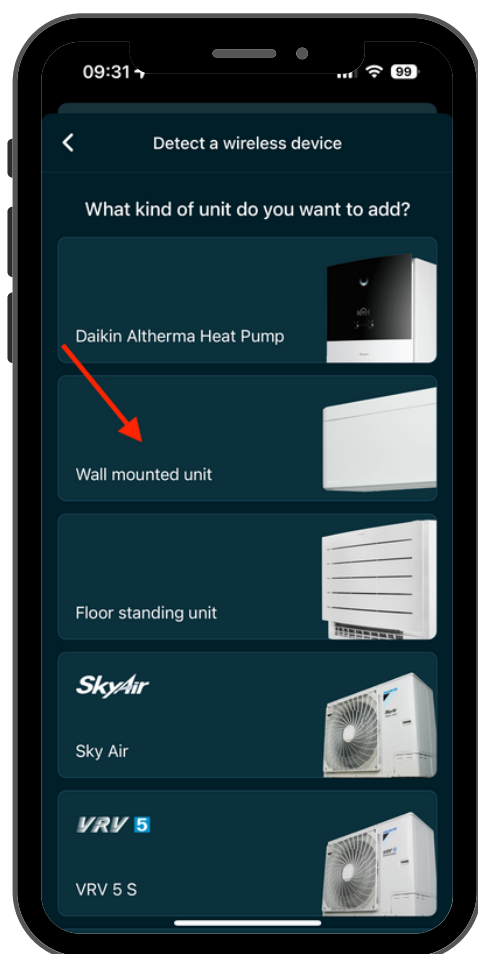 09:31
99
Detect a wireless device
What kind of unit do you want to add?
Daikin Altherma Heat Pump
Wall mounted unit
Floor standing unit
SkyAir
Sky Air
VRV 5
VRV 5 S